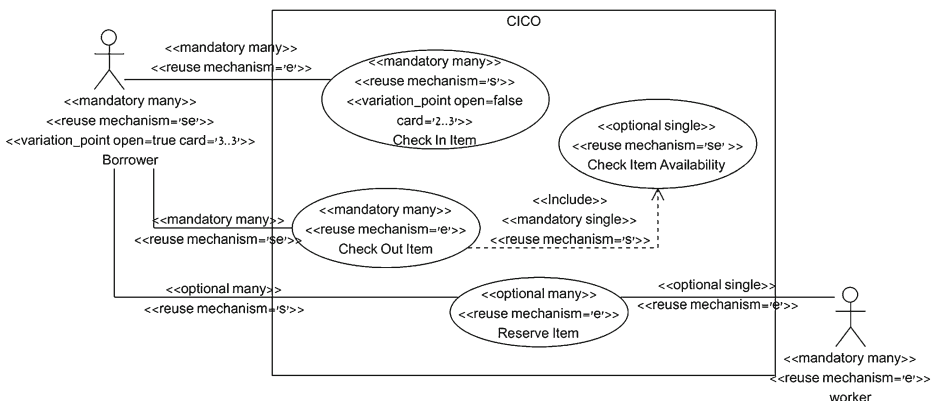 CICO
<<mandatory many>>
<<reuse mechanism='e'>>
<<mandatory many>>
<<reuse mechanism='s'>>
<<variation_point open=false
card='2..3'>>
Check In Item
<<mandatory many>>
<<reuse mechanism='se'>>
<<variation_point open=true card='3..3'>>
Borrower
<<optional single>>
<<reuse mechanism='se' >>
Check Item Availability
<<mandatory many>>
<<reuse mechanism='se>>
<<mandatory many>>
<<reuse mechanism='e'>>
Check Out Item
<<Include>>
<<mandatory single>>
<<reuse mechanism='s'>>
<<optional many>>
<<reuse mechanism='s'>>
<<optional many>>
<<reuse mechanism='e'>>
Reserve Item
<<optional single>>
<<reuse mechanism='e'>>
<<mandatory many>>
<<reuse mechanism='e'>>
worker